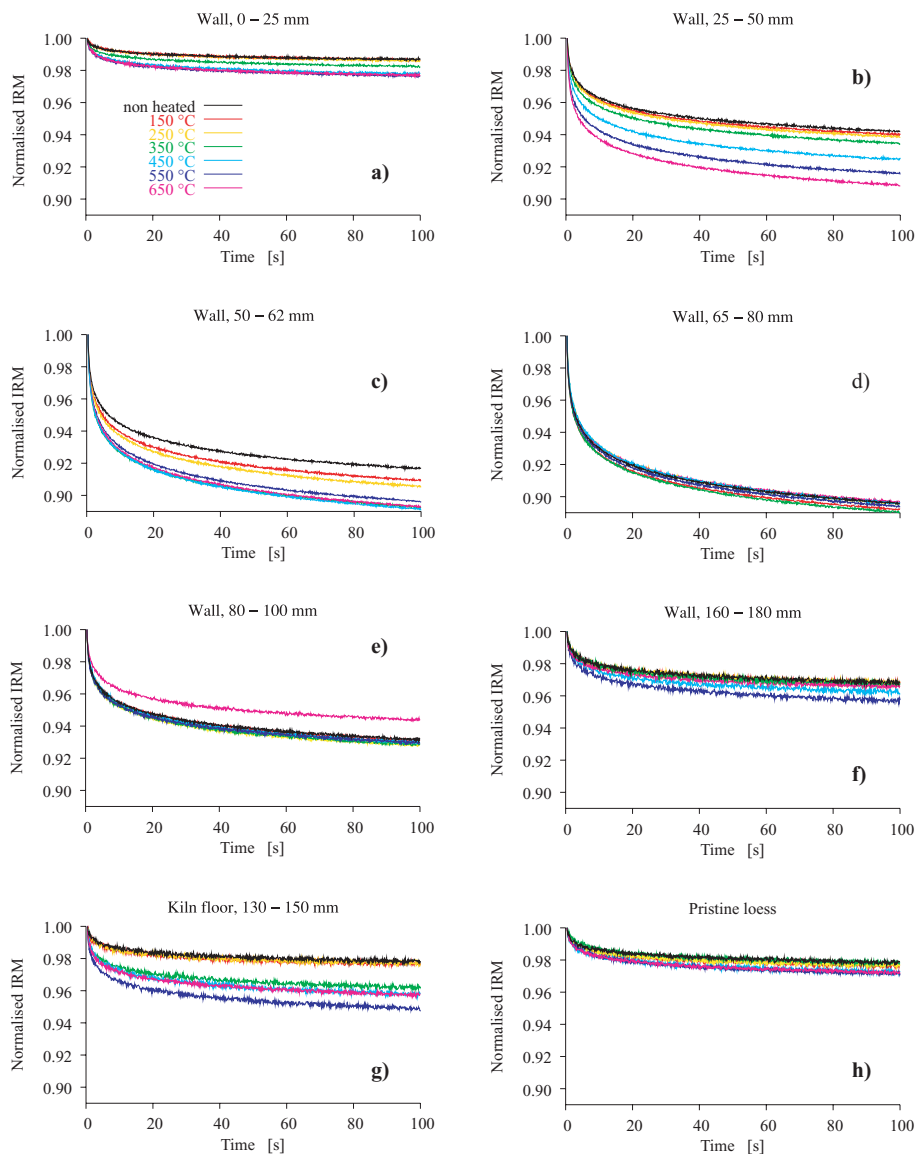 Wall, 0 – 25 mm
Normalised IRM
1.00
0.98
0.96
0.94
0.92
0.90
non heated
150 °C
250 °C
350 °C
450 °C
550 °C
650 °C
a)
0 20 40 60 80 100
Time [s]
Wall, 25 – 50 mm
Normalised IRM
1.00
0.98
0.96
0.94
0.92
0.90
b)
0 20 40 60 80 100
Time [s]
Wall, 50 – 62 mm
Normalised IRM
1.00
0.98
0.96
0.94
0.92
0.90
c)
0 20 40 60 80 100
Time [s]
Wall, 65 – 80 mm
Normalised IRM
1.00
0.98
0.96
0.94
0.92
0.90
d)
0 20 40 60 80 100
Time [s]
Wall, 80 – 100 mm
Normalised IRM
1.00
0.98
0.96
0.94
0.92
0.90
e)
0 20 40 60 80 100
Time [s]
Wall, 160 – 180 mm
Normalised IRM
1.00
0.98
0.96
0.94
0.92
0.90
f)
0 20 40 60 80 100
Time [s]
Kiln floor, 130 – 150 mm
Normalised IRM
1.00
0.98
0.96
0.94
0.92
0.90
g)
0 20 40 60 80 100
Time [s]
Pristine loess
Normalised IRM
1.00
0.98
0.96
0.94
0.92
0.90
h)
0 20 40 60 80 100
Time [s]